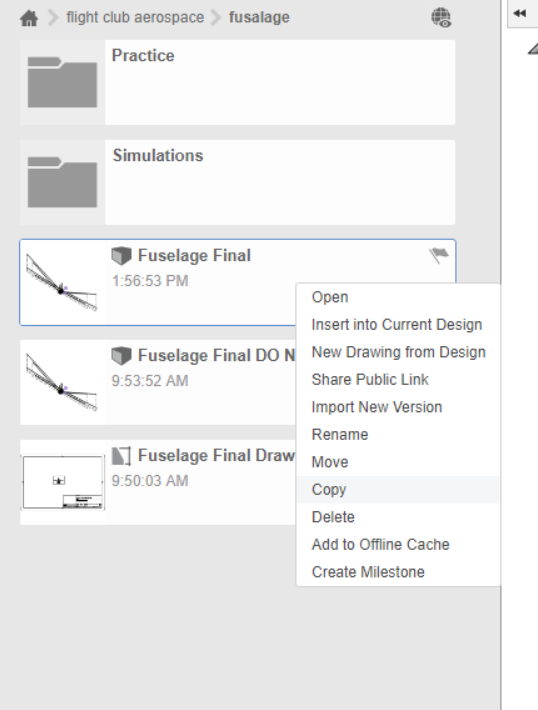 flight club aerospace fusalage
Practice
Simulations
Fuselage Final
1:56:53 PM
Open
Insert into Current Design
New Drawing from Design
Share Public Link
Import New Version
Rename
Move
Copy
Delete
Add to Offline Cache
Create Milestone
Fuselage Final DO N
9:53:52 AM
Fuselage Final Draw
9:50:03 AM